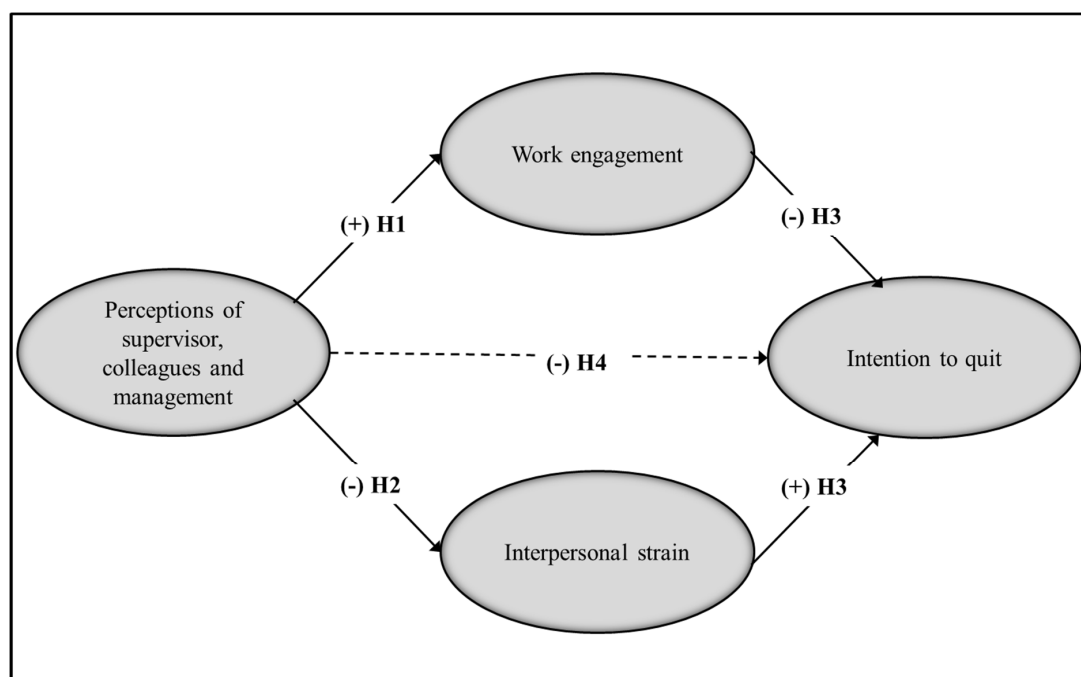 Work engagement
(+) H1
(-) H3
Perceptions of
supervisor,
colleagues and
management
(-) H4
Intention to quit
(-) H2
(+) H3
Interpersonal strain